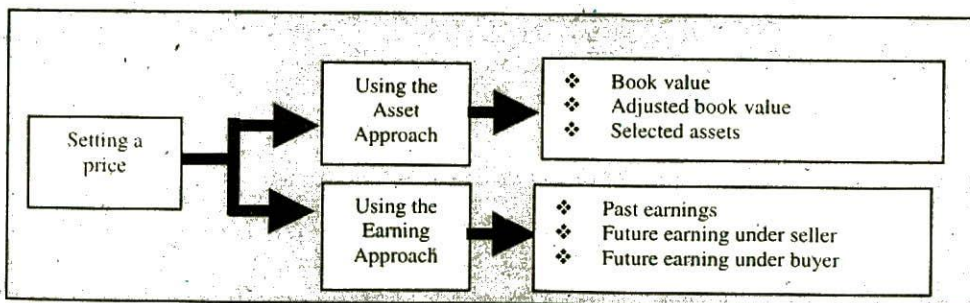 Setting a
price
Using the
Asset
Approach
❖ Book value
❖ Adjusted book value
❖ Selected assets
Using the
Earning
Approach
❖ Past earnings
❖ Future earning under seller
❖ Future earning under buyer